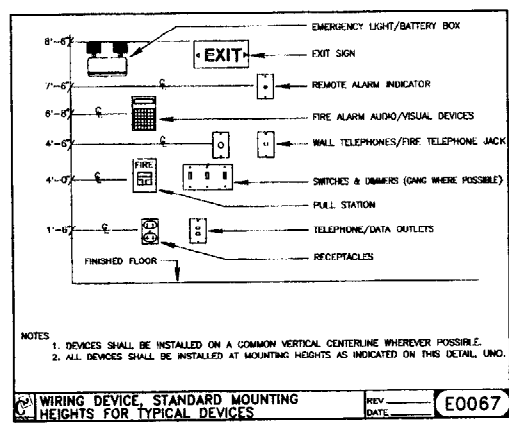 EMERGENCY LIGHT/BATTERY BOX
8'-6"
EXIT
EXIT SIGN
7'-6"
℄
REMOTE ALARM INDICATOR
6'-8"
℄
FIRE ALARM AUDIO/VISUAL DEVICES
4'-6"
℄
WALL TELEPHONES/FIRE TELEPHONE JACK
FIRE
4'-0"
℄
SWITCHES & DIMMERS (GANG WHERE POSSIBLE)
PULL STATION
1'-6"
℄
TELEPHONE/DATA OUTLETS
RECEPTACLES
FINISHED FLOOR
NOTES
1. DEVICES SHALL BE INSTALLED ON A COMMON VERTICAL CENTERLINE WHEREVER POSSIBLE.
2. ALL DEVICES SHALL BE INSTALLED AT MOUNTING HEIGHTS AS INDICATED ON THIS DETAIL, UNO.
WIRING DEVICE, STANDARD MOUNTING
HEIGHTS FOR TYPICAL DEVICES
REV
DATE
E0067